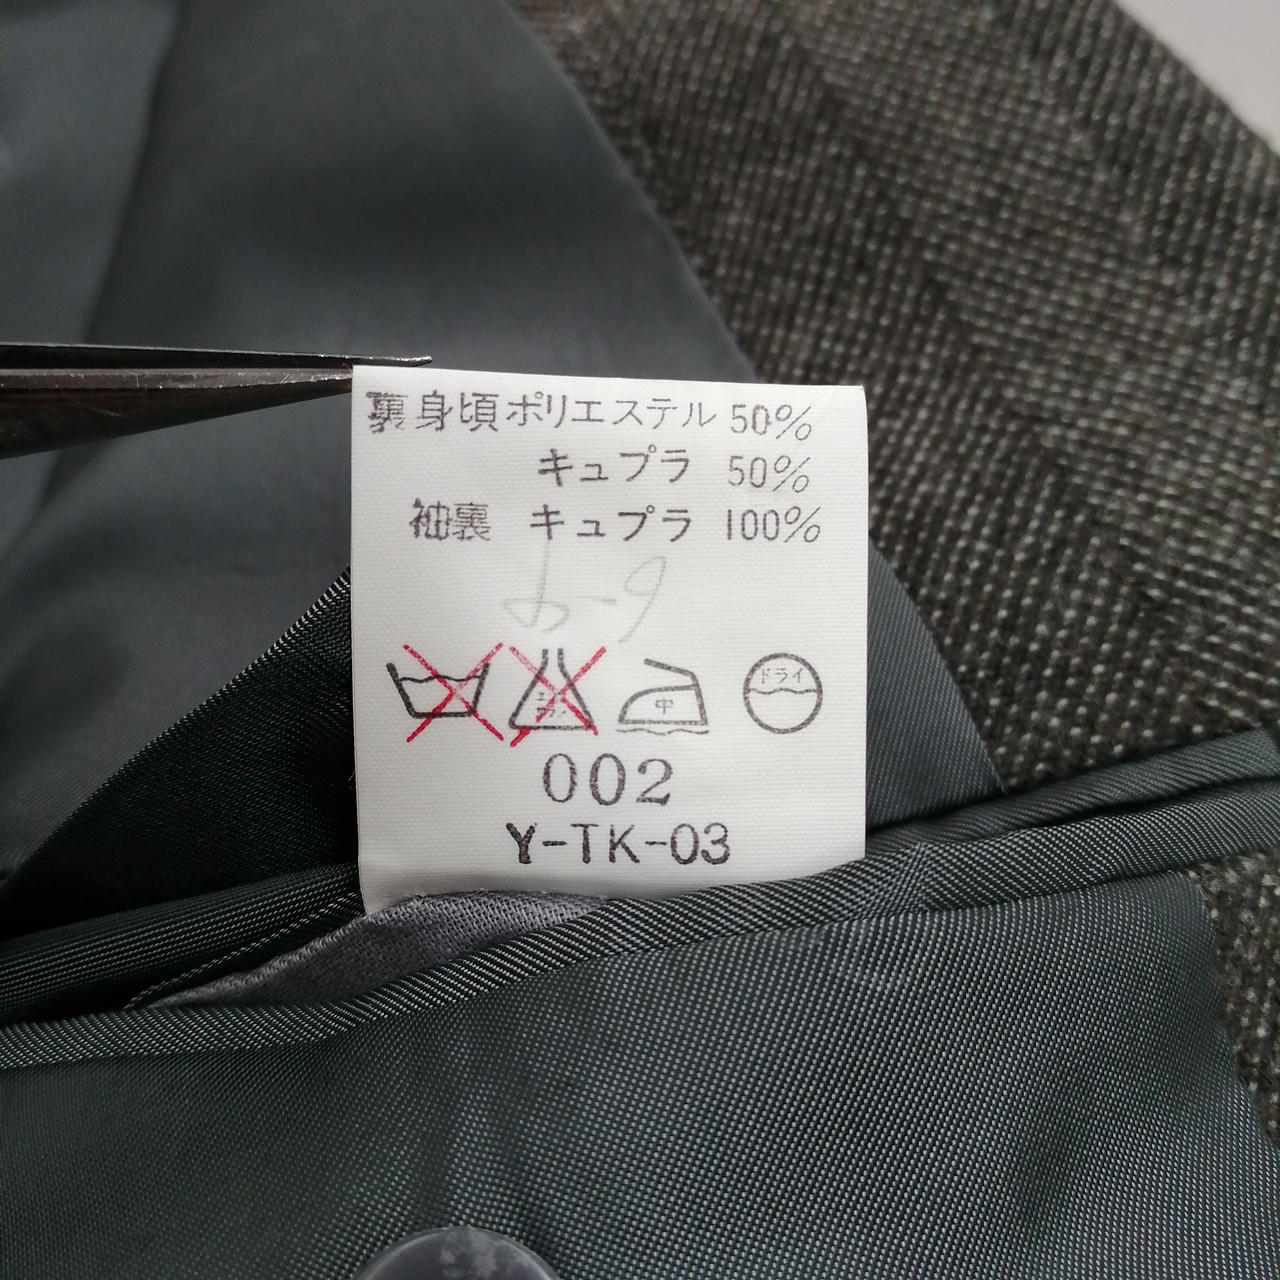 裏身頃ポリエステル 50%
キュプラ 50%
袖裏 キュプラ 100%
中
ドライ
002
Y-TK-03